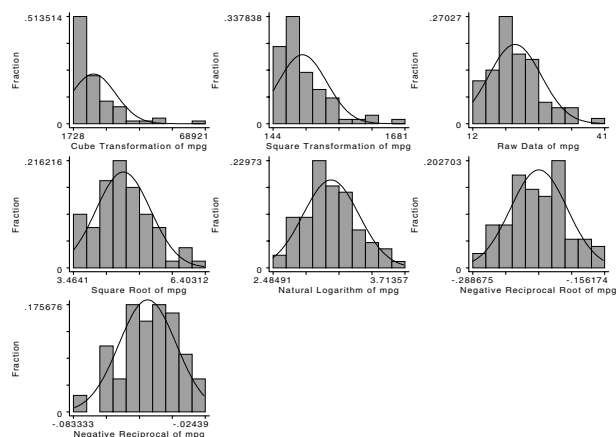 .513514
Fraction
0
1728
68921
Cube Transformation of mpg
.337838
Fraction
0
144
1681
Square Transformation of mpg
.27027
Fraction
0
12
41
Raw Data of mpg
.216216
Fraction
0
3.4641
6.40312
Square Root of mpg
.22973
Fraction
0
2.48491
3.71357
Natural Logarithm of mpg
.202703
Fraction
0
-.288675
-.156174
Negative Reciprocal Root of mpg
.175676
Fraction
0
-.083333
-.02439
Negative Reciprocal of mpg